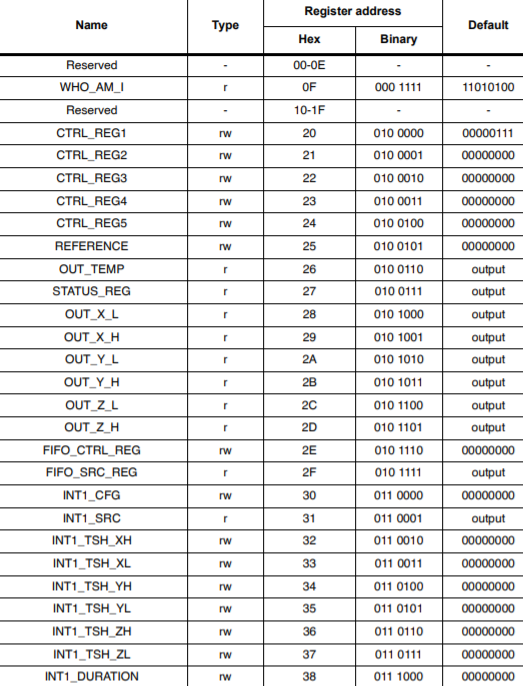 Name Type Register address Default
Hex Binary
Reserved - 00-0E - -
WHO_AM_I r 0F 000 1111 11010100
Reserved - 10-1F - -
CTRL_REG1 rw 20 010 0000 00000111
CTRL_REG2 rw 21 010 0001 00000000
CTRL_REG3 rw 22 010 0010 00000000
CTRL_REG4 rw 23 010 0011 00000000
CTRL_REG5 rw 24 010 0100 00000000
REFERENCE rw 25 010 0101 00000000
OUT_TEMP r 26 010 0110 output
STATUS_REG r 27 010 0111 output
OUT_X_L r 28 010 1000 output
OUT_X_H r 29 010 1001 output
OUT_Y_L r 2A 010 1010 output
OUT_Y_H r 2B 010 1011 output
OUT_Z_L r 2C 010 1100 output
OUT_Z_H r 2D 010 1101 output
FIFO_CTRL_REG rw 2E 010 1110 00000000
FIFO_SRC_REG r 2F 010 1111 output
INT1_CFG rw 30 011 0000 00000000
INT1_SRC r 31 011 0001 output
INT1_TSH_XH rw 32 011 0010 00000000
INT1_TSH_XL rw 33 011 0011 00000000
INT1_TSH_YH rw 34 011 0100 00000000
INT1_TSH_YL rw 35 011 0101 00000000
INT1_TSH_ZH rw 36 011 0110 00000000
INT1_TSH_ZL rw 37 011 0111 00000000
INT1_DURATION rw 38 011 1000 00000000